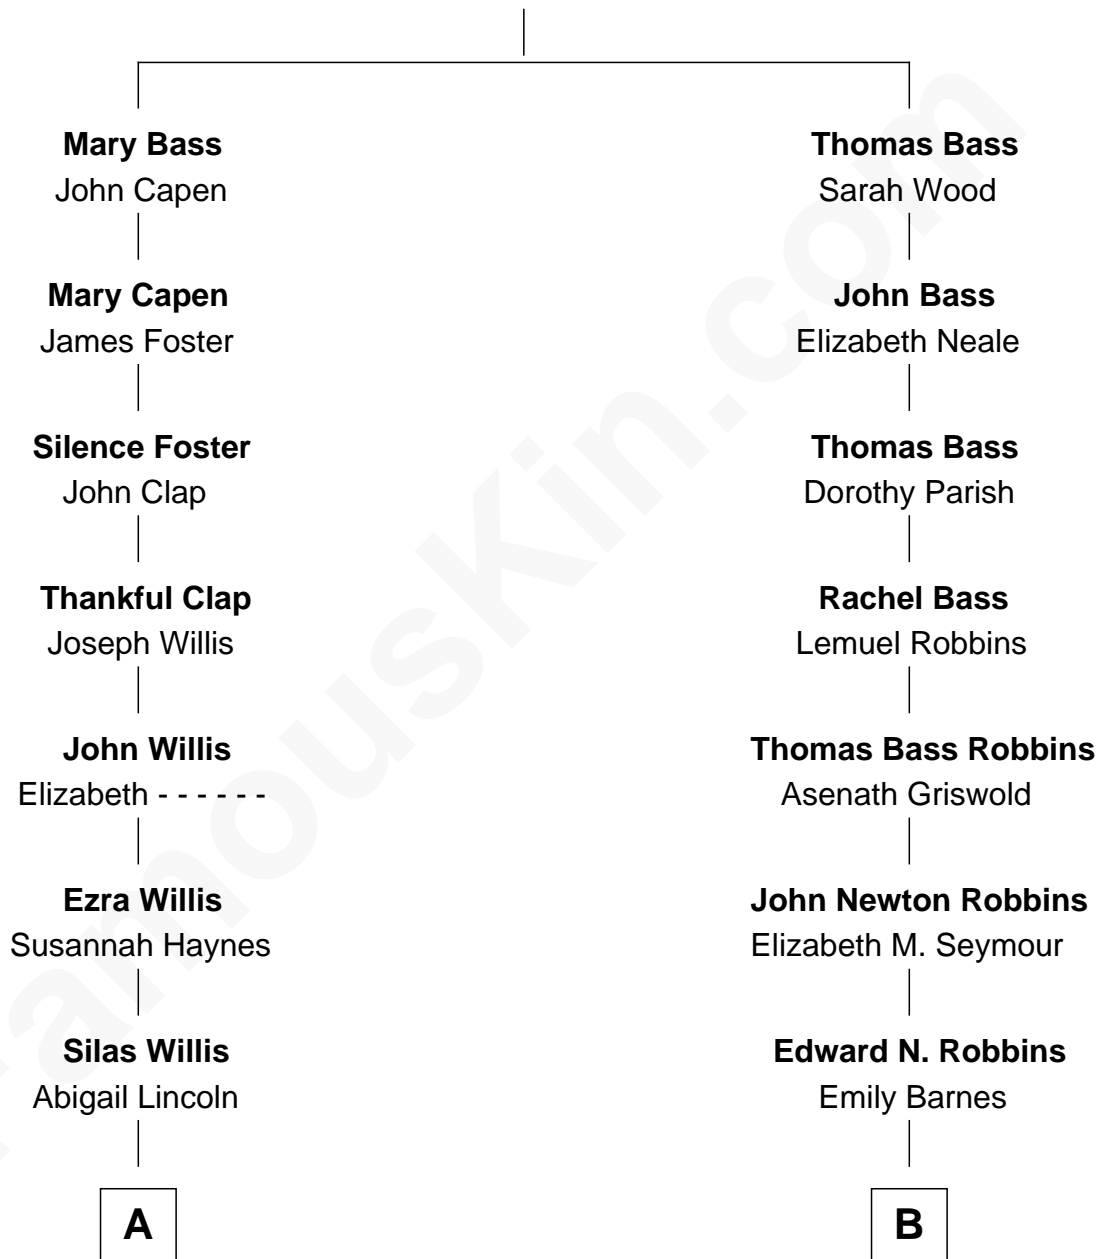 Mary Bass
John Capen
Thomas Bass
Sarah Wood
Mary Capen
James Foster
John Bass
Elizabeth Neale
Silence Foster
John Clap
Thomas Bass
Dorothy Parish
Thankful Clap
Joseph Willis
Rachel Bass
Lemuel Robbins
John Willis
Elizabeth - - - - - -
Thomas Bass Robbins
Asenath Griswold
Ezra Willis
Susannah Haynes
John Newton Robbins
Elizabeth M. Seymour
Silas Willis
Abigail Lincoln
Edward N. Robbins
Emily Barnes
A
B
FamousKin.com